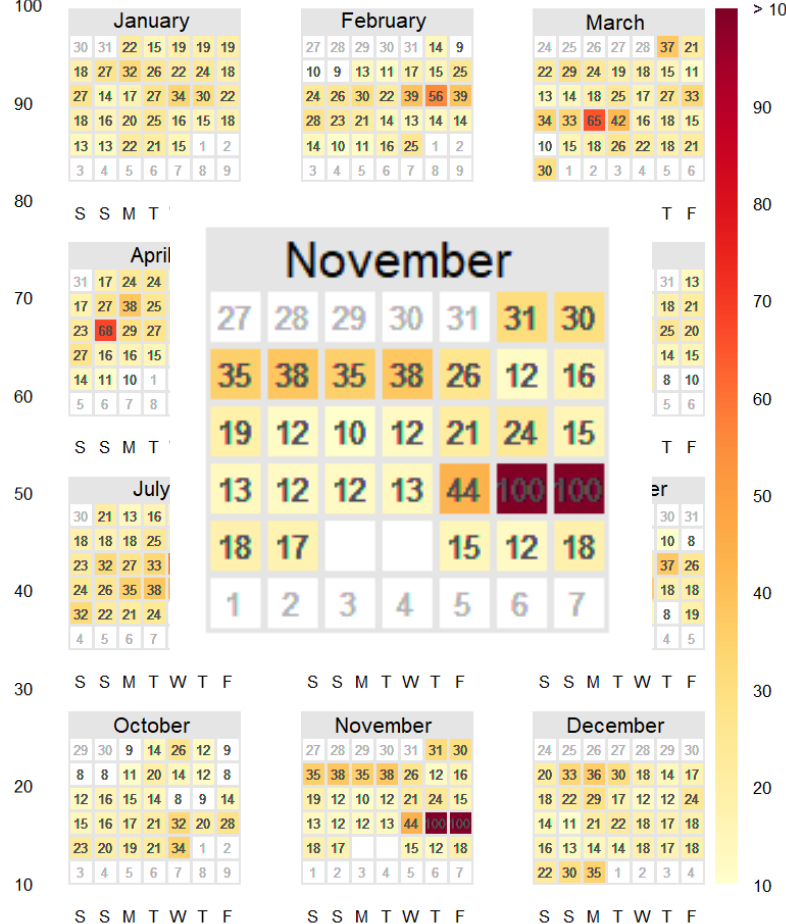 100
> 10
January February March
30 31 22 15 19 19 19 27 28 29 30 31 14 9 24 25 26 27 28 37 21
18 27 32 26 22 24 18 10 9 13 11 17 15 25 22 29 24 19 18 15 11
90
27 14 17 27 34 30 22 24 26 30 22 39 56 39 13 14 18 25 17 27 33
90
18 16 20 25 16 15 18 28 23 21 14 13 14 14 34 33 65 42 16 18 15
13 13 22 21 15 1 2 14 10 11 16 25 1 2 10 15 18 26 22 18 21
3 4 5 6 7 8 9 3 4 5 6 7 8 9 30 1 2 3 4 5 6
80
80
S S M T T F
April
November
31 17 24 24 31 13
70
17 27 38 25 18 21
70
27 28 29 30 31 31 30
23 68 29 27 25 20
27 16 16 15 14 15
35 38 35 38 26 12 16
14 11 10 1 8 10
60
5 6 7 8 5 6
60
19 12 10 12 21 24 15
S S M T T F
50
July er
50
13 12 12 13 44 100 100
30 21 13 16 30 31
18 18 18 25 10 8
18 17 15 12 18
23 32 27 33 37 26
40
24 26 35 38 18 18
40
1 2 3 4 5 6 7
32 22 21 24 8 19
4 5 6 7 4 5
30
S S M T W T F S S M T W T F S S M T W T F
30
October November December
29 30 9 14 26 12 9 27 28 29 30 31 31 30 24 25 26 27 28 29 30
8 8 11 20 14 12 8 35 38 35 38 26 12 16 20 33 36 30 18 14 17
20
12 16 15 14 8 9 14 19 12 10 12 21 24 15 18 22 29 17 12 12 24
20
15 16 17 21 32 20 28 13 12 12 13 44 100 100 14 11 21 22 18 17 18
23 20 19 21 34 1 2 18 17 15 12 18 16 13 14 14 18 17 18
3 4 5 6 7 8 9 1 2 3 4 5 6 7 22 30 35 1 2 3 4
10
10
S S M T W T F S S M T W T F S S M T W T F